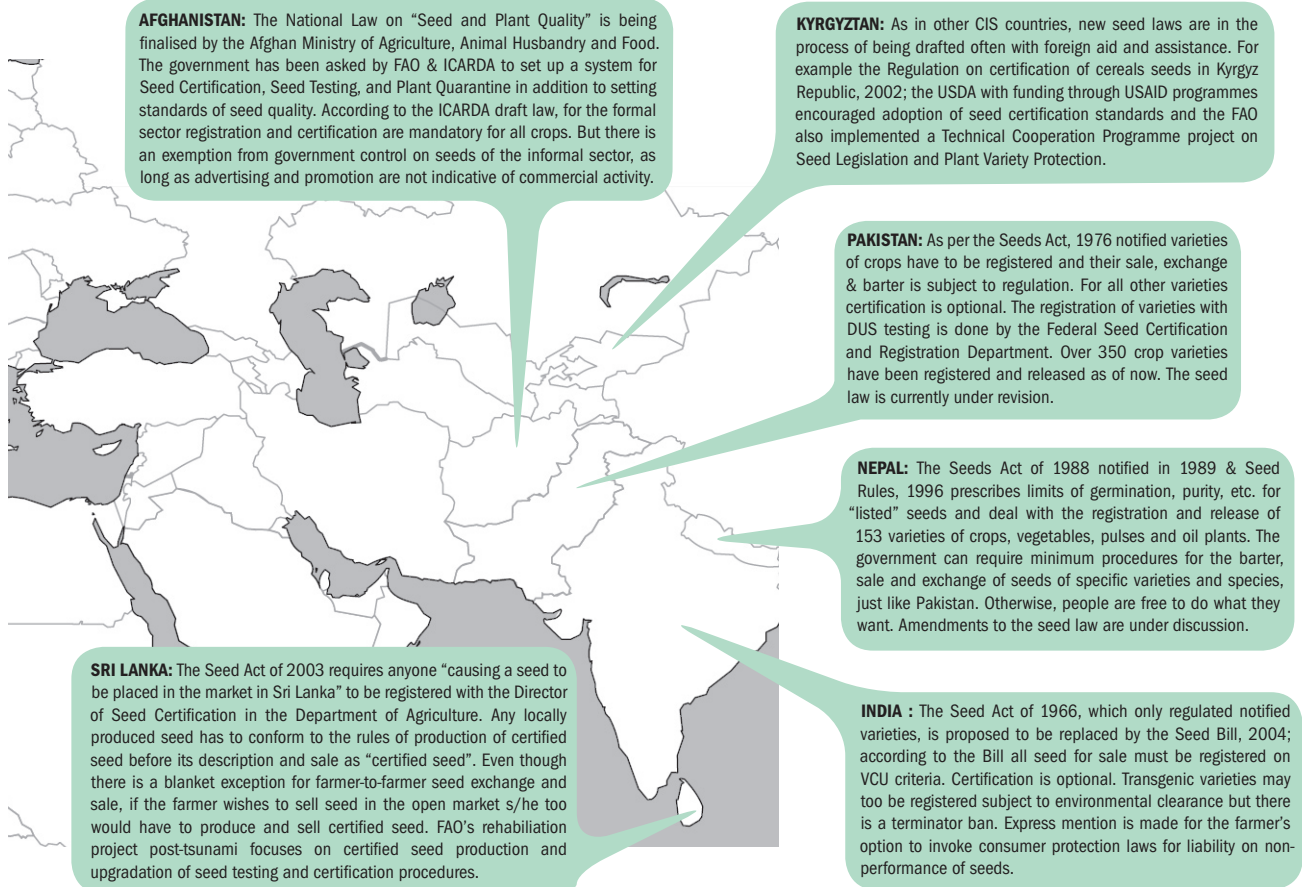 AFGHANISTAN: The National Law on “Seed and Plant Quality” is being
finalised by the Afghan Ministry of Agriculture, Animal Husbandry and Food.
The government has been asked by FAO & ICARDA to set up a system for
Seed Certification, Seed Testing, and Plant Quarantine in addition to setting
standards of seed quality. According to the ICARDA draft law, for the formal
sector registration and certification are mandatory for all crops. But there is
an exemption from government control on seeds of the informal sector, as
long as advertising and promotion are not indicative of commercial activity.
KYRGYZTAN: As in other CIS countries, new seed laws are in the
process of being drafted often with foreign aid and assistance. For
example the Regulation on certification of cereals seeds in Kyrgyz
Republic, 2002; the USDA with funding through USAID programmes
encouraged adoption of seed certification standards and the FAO
also implemented a Technical Cooperation Programme project on
Seed Legislation and Plant Variety Protection.
PAKISTAN: As per the Seeds Act, 1976 notified varieties
of crops have to be registered and their sale, exchange
& barter is subject to regulation. For all other varieties
certification is optional. The registration of varieties with
DUS testing is done by the Federal Seed Certification
and Registration Department. Over 350 crop varieties
have been registered and released as of now. The seed
law is currently under revision.
NEPAL: The Seeds Act of 1988 notified in 1989 & Seed
Rules, 1996 prescribes limits of germination, purity, etc. for
“listed” seeds and deal with the registration and release of
153 varieties of crops, vegetables, pulses and oil plants. The
government can require minimum procedures for the barter,
sale and exchange of seeds of specific varieties and species,
just like Pakistan. Otherwise, people are free to do what they
want. Amendments to the seed law are under discussion.
SRI LANKA: The Seed Act of 2003 requires anyone “causing a seed to
be placed in the market in Sri Lanka” to be registered with the Director
of Seed Certification in the Department of Agriculture. Any locally
produced seed has to conform to the rules of production of certified
seed before its description and sale as “certified seed”. Even though
there is a blanket exception for farmer-to-farmer seed exchange and
sale, if the farmer wishes to sell seed in the open market s/he too
would have to produce and sell certified seed. FAO’s rehabiliation
project post-tsunami focuses on certified seed production and
upgradation of seed testing and certification procedures.
INDIA : The Seed Act of 1966, which only regulated notified
varieties, is proposed to be replaced by the Seed Bill, 2004;
according to the Bill all seed for sale must be registered on
VCU criteria. Certification is optional. Transgenic varieties may
too be registered subject to environmental clearance but there
is a terminator ban. Express mention is made for the farmer’s
option to invoke consumer protection laws for liability on non-
performance of seeds.